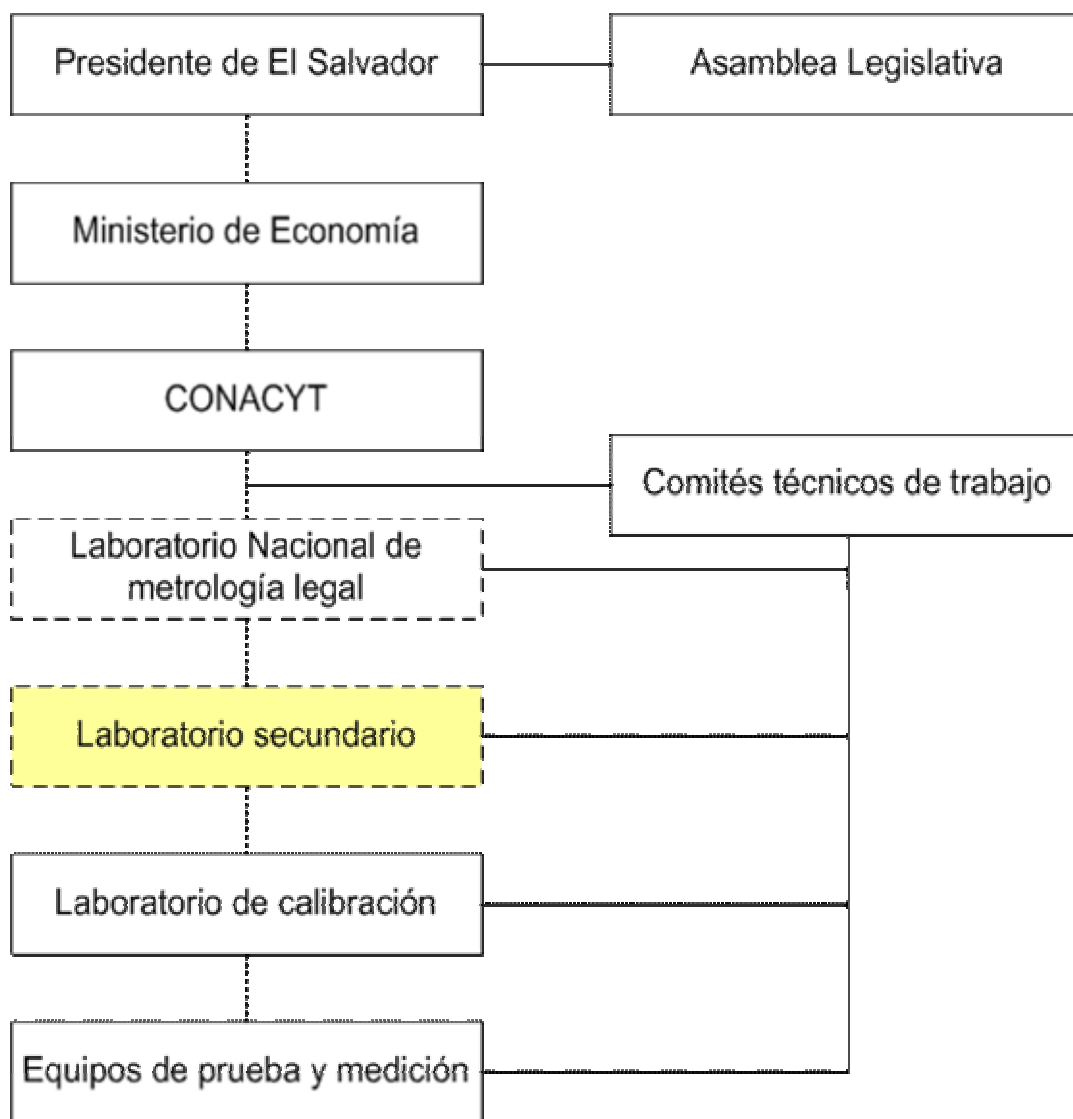 Presidente de El Salvador
Asamblea Legislativa
Ministerio de Economía
CONACYT
Comités técnicos de trabajo
Laboratorio Nacional de
metrología legal
Laboratorio secundario
Laboratorio de calibración
Equipos de prueba y medición